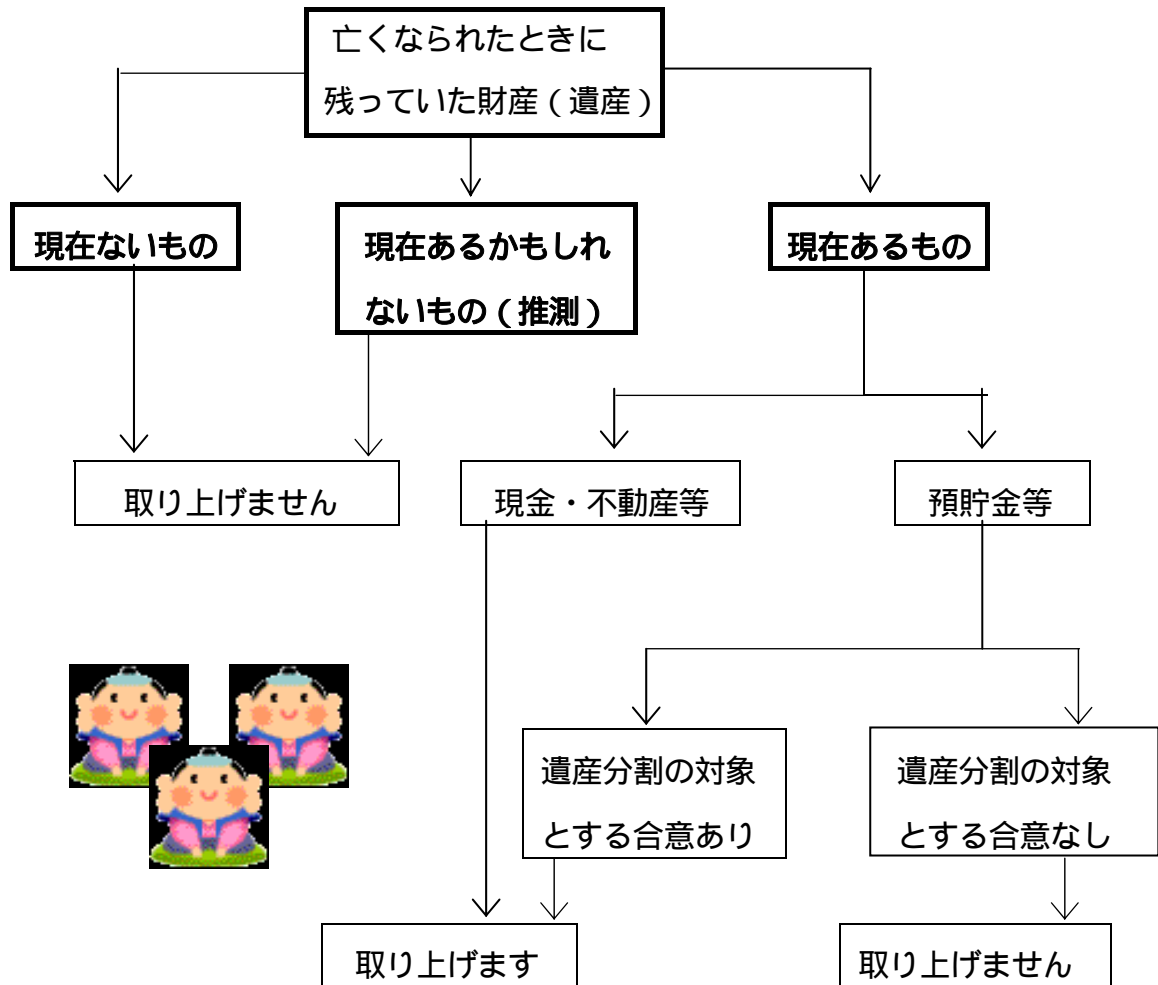 亡くなられたときに
残っていた財産（遺産）
現在ないもの
現在あるかもしれ
ないもの（推測）
現在あるもの
取り上げません
現金・不動産等
預貯金等
遺産分割の対象
とする合意あり
遺産分割の対象
とする合意なし
取り上げます
取り上げません